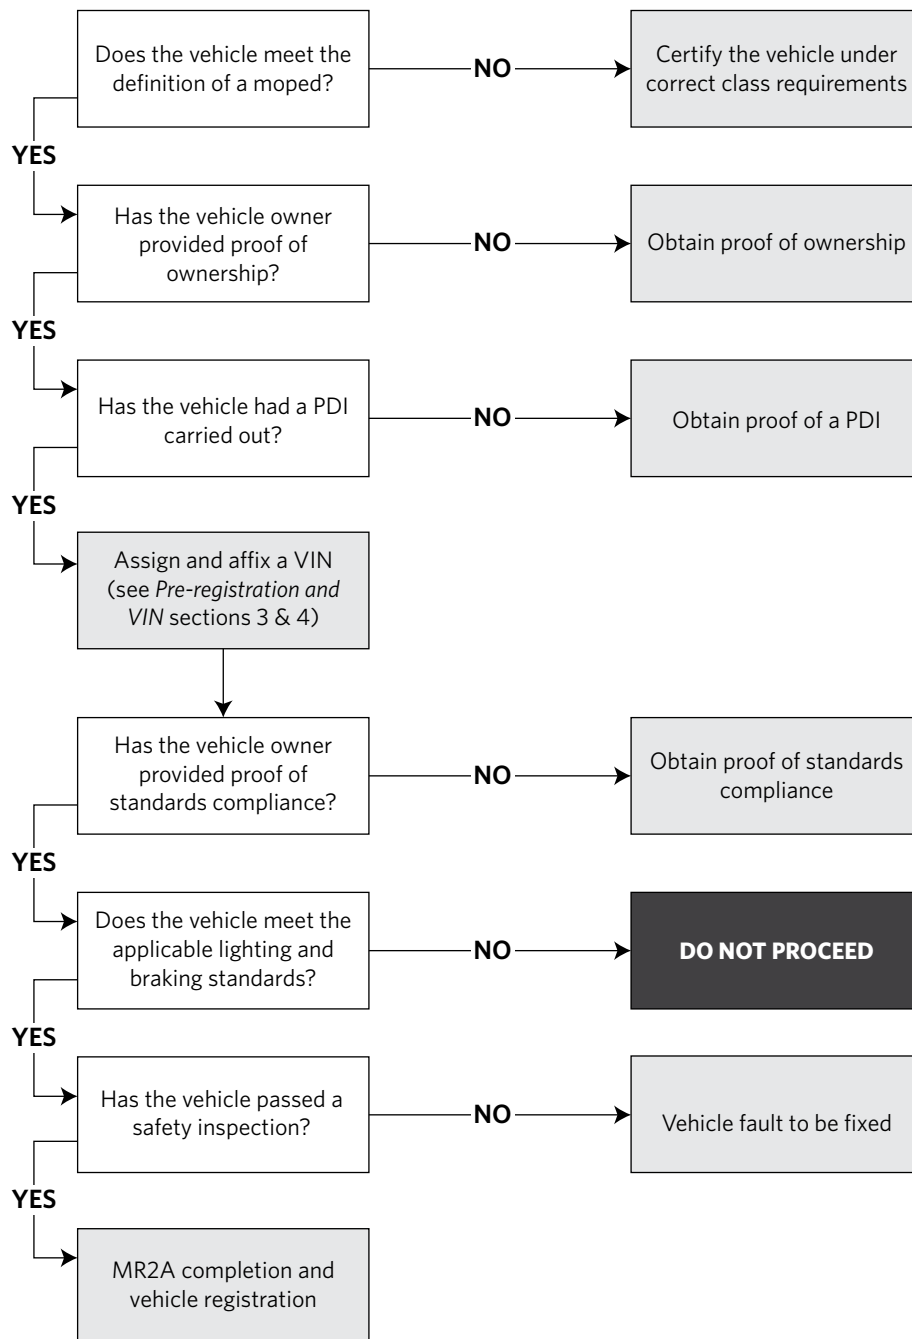 Does the vehicle meet the
definition of a moped?
NO
Certify the vehicle under
correct class requirements
YES
Has the vehicle owner
provided proof of
ownership?
NO
Obtain proof of ownership
YES
Has the vehicle had a PDI
carried out?
NO
Obtain proof of a PDI
YES
Assign and affix a VIN
(see Pre-registration and
VIN sections 3 & 4)
Has the vehicle owner
provided proof of
standards compliance?
NO
Obtain proof of standards
compliance
YES
Does the vehicle meet the
applicable lighting and
braking standards?
NO
DO NOT PROCEED
YES
Has the vehicle passed a
safety inspection?
NO
Vehicle fault to be fixed
YES
MR2A completion and
vehicle registration